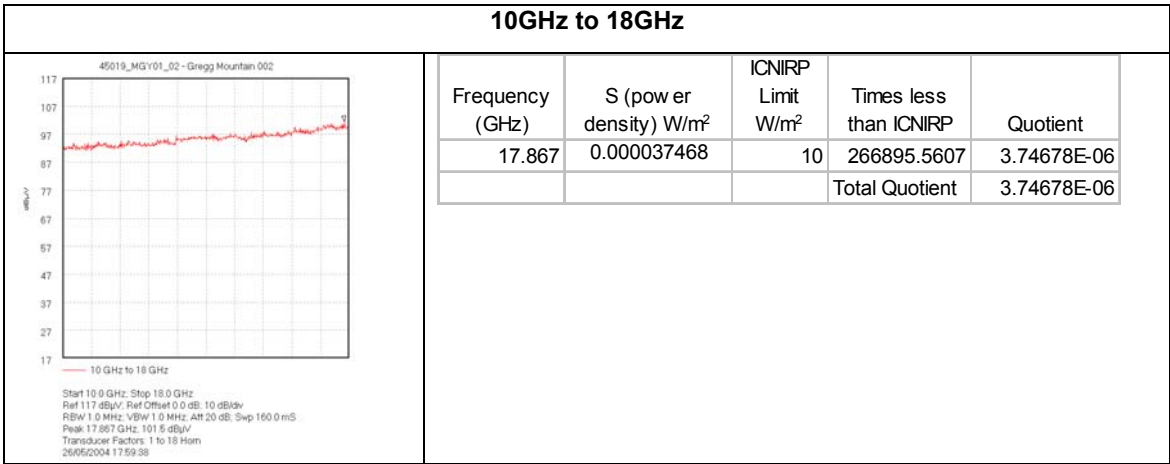 10GHz to 18GHz
45019_MGY01_02 - Gregg Mountain 002
117
107
97
87
77
67
57
47
37
27
17
dBµV
10 GHz to 18 GHz
Start 10.0 GHz; Stop 18.0 GHz
Ref 117 dBµV; Ref Offset 0.0 dB; 10 dB/div
RBW 1.0 MHz; VBW 1.0 MHz; Att 20 dB; Swp 160.0 mS
Peak 17.867 GHz, 101.5 dBµV
Transducer Factors: 1 to 18 Horn
26/05/2004 17:59:38
Frequency (GHz) S (pow er density) W/m² ICNIRP Limit W/m² Times less than ICNIRP Quotient
17.867 0.000037468 10 266895.5607 3.74678E-06
Total Quotient 3.74678E-06